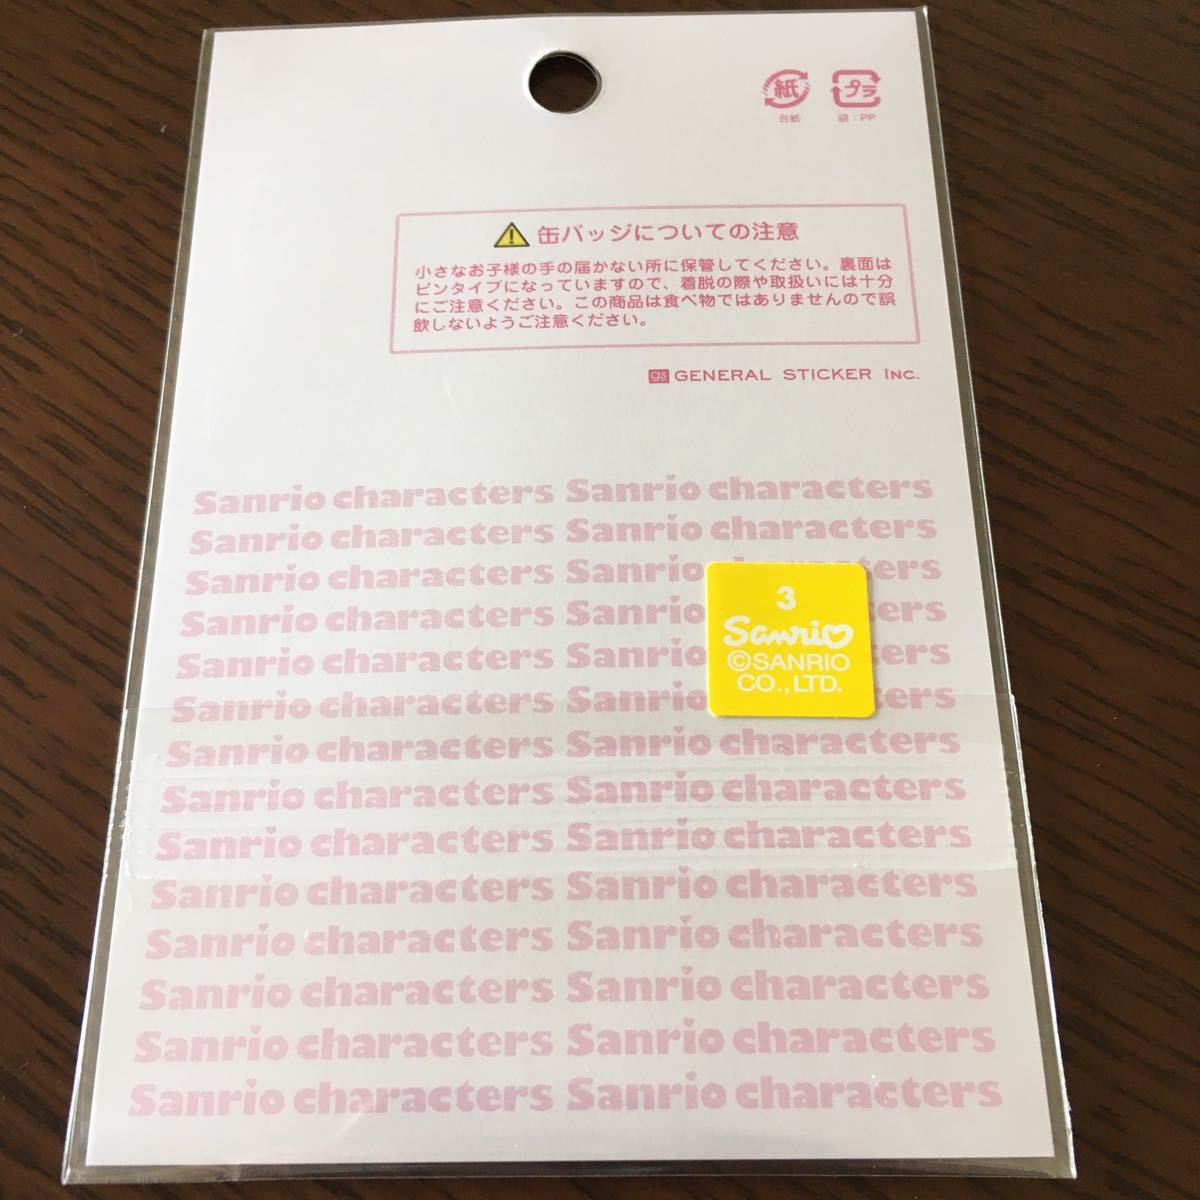 紙
プラ
台紙
袋:PP
缶バッジについての注意
小さなお子様の手の届かない所に保管してください。裏面は
ピンタイプになっていますので、着脱の際や取扱いには十分
にご注意ください。この商品は食べ物ではありませんので誤
飲しないようご注意ください。
gs GENERAL STICKER INC.
Sanrio characters Sanrio characters
Sanrio characters Sanrio characters
Sanrio characters Sanrio characters
Sanrio characters Sanrio characters
Sanrio characters Sanrio characters
Sanrio characters Sanrio characters
Sanrio characters Sanrio characters
Sanrio characters Sanrio characters
Sanrio characters Sanrio characters
Sanrio characters Sanrio characters
Sanrio characters Sanrio characters
Sanrio characters Sanrio characters
Sanrio characters Sanrio characters
Sanrio characters Sanrio characters
3
Sanrio
©SANRIO
CO.,LTD.